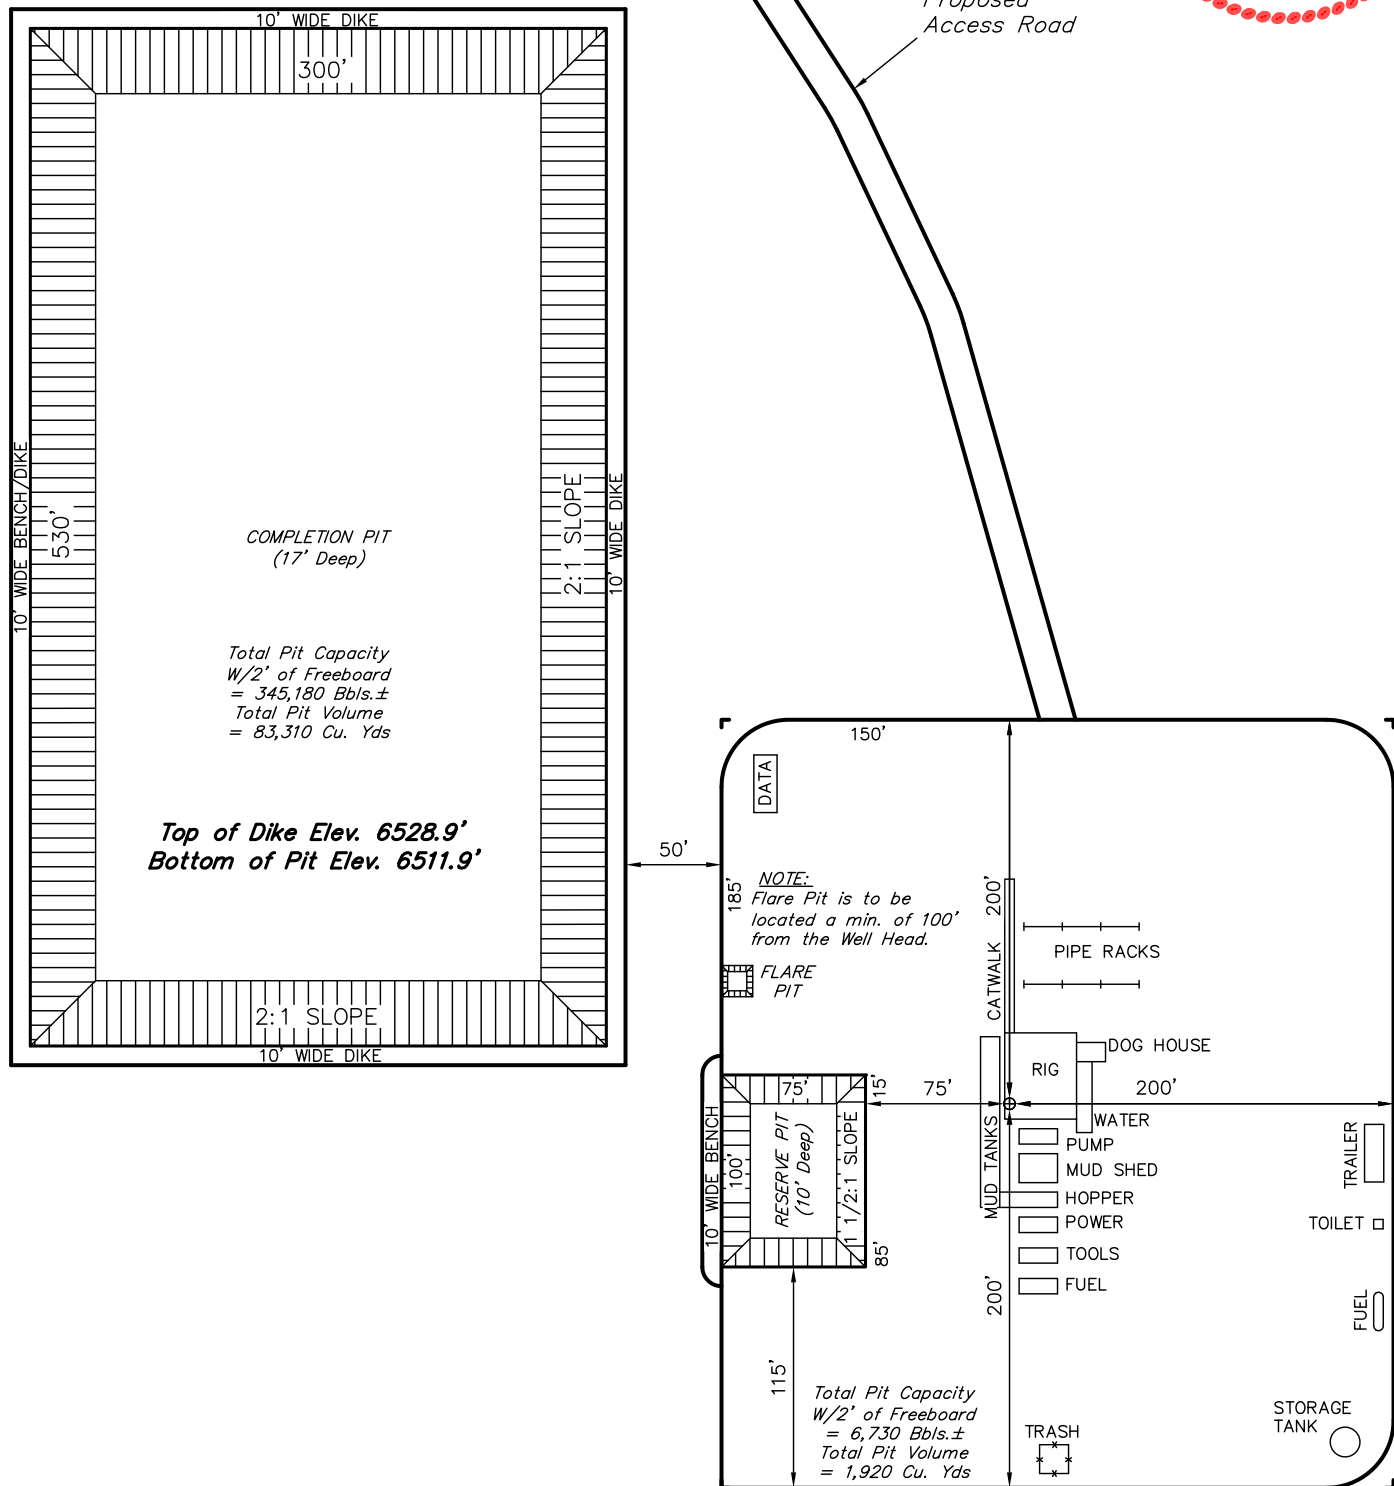 10' WIDE DIKE
300'
Proposed
Access Road
10' WIDE BENCH/DIKE
530'
2:1 SLOPE
10' WIDE DIKE
COMPLETION PIT
(17' Deep)
Total Pit Capacity
W/2' of Freeboard
= 345,180 Bbls.±
Total Pit Volume
= 83,310 Cu. Yds
Top of Dike Elev. 6528.9'
Bottom of Pit Elev. 6511.9'
2:1 SLOPE
10' WIDE DIKE
50'
150'
DATA
185'
NOTE:
Flare Pit is to be
located a min. of 100'
from the Well Head.
FLARE
PIT
200'
CATWALK
PIPE RACKS
DOG HOUSE
RIG
75'
15'
75'
200'
10' WIDE BENCH
100'
RESERVE PIT
(10' Deep)
1 1/2:1 SLOPE
85'
MUD TANKS
WATER
PUMP
MUD SHED
HOPPER
POWER
TOOLS
FUEL
TRAILER
TOILET
FUEL
200'
115'
Total Pit Capacity
W/2' of Freeboard
= 6,730 Bbls.±
Total Pit Volume
= 1,920 Cu. Yds
TRASH
STORAGE
TANK